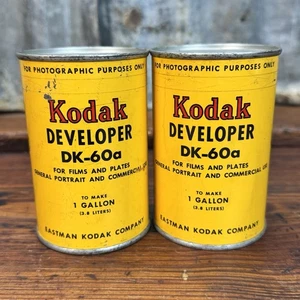 FOR PHOTOGRAPHIC PURPOSES ONLY
Kodak
DEVELOPER
DK-60a
FOR FILMS AND PLATES
GENERAL PORTRAIT AND COMMERCIAL
TO MAKE
1 GALLON
(3.8 LITERS)
EASTMAN KODAK COMPANY
FOR PHOTOGRAPHIC PURPOSES ONLY
Kodak
DEVELOPER
DK-60a
FOR FILMS AND PLATES
GENERAL PORTRAIT AND COMMERCIAL USE
TO MAKE
1 GALLON
(3.8 LITERS)
EASTMAN KODAK COMPANY